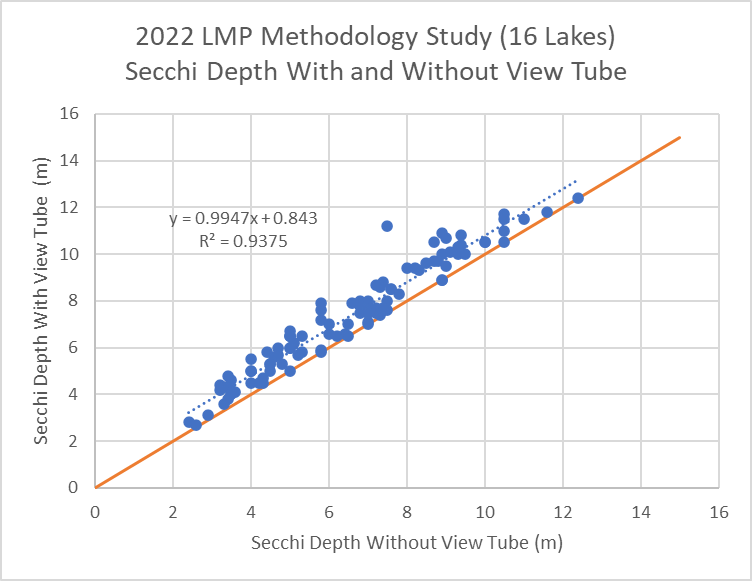 2022 LMP Methodology Study (16 Lakes)
Secchi Depth With and Without View Tube
16
14
12
10
8
6
4
2
0
Secchi Depth With View Tube (m)
y = 0.9947x + 0.843
R² = 0.9375
0 2 4 6 8 10 12 14 16
Secchi Depth Without View Tube (m)